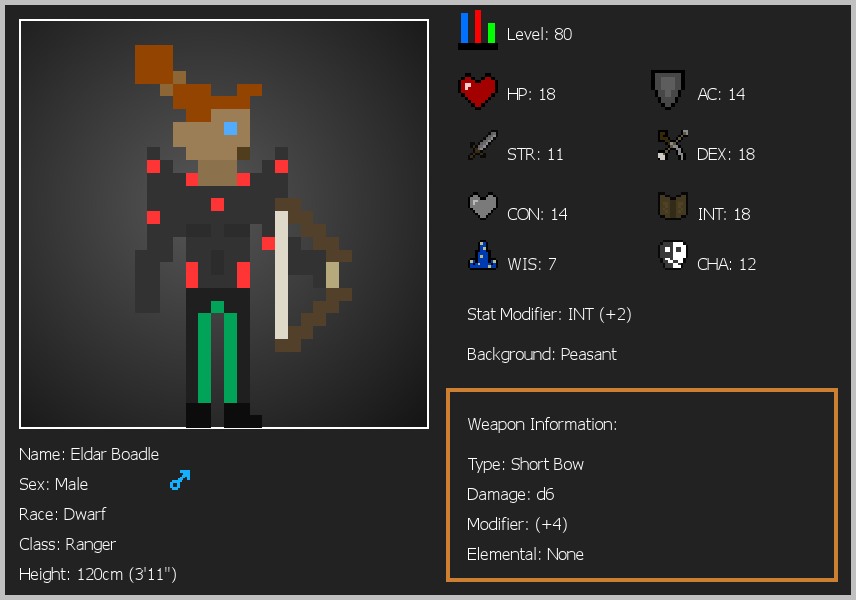 Level: 80
HP: 18
AC: 14
STR: 11
DEX: 18
CON: 14
INT: 18
WIS: 7
CHA: 12
Stat Modifier: INT (+2)
Background: Peasant
Weapon Information:
Type: Short Bow
Damage: d6
Modifier: (+4)
Elemental: None
Name: Eldar Boadle
Sex: Male
Race: Dwarf
Class: Ranger
Height: 120cm (3'11")